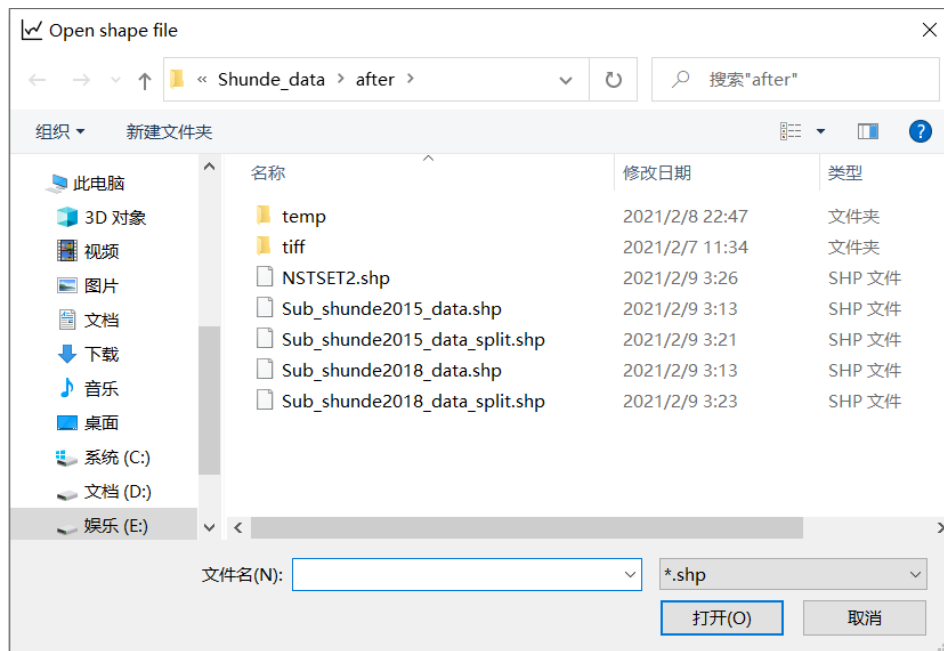 Open shape file
« Shunde_data > after >
搜索"after"
组织
新建文件夹
?
名称
修改日期
类型
此电脑
3D 对象
视频
图片
文档
下载
音乐
桌面
系统 (C:)
文档 (D:)
娱乐 (E:)
temp 2021/2/8 22:47 文件夹
tiff 2021/2/7 11:34 文件夹
NSTSET2.shp 2021/2/9 3:26 SHP 文件
Sub_shunde2015_data.shp 2021/2/9 3:13 SHP 文件
Sub_shunde2015_data_split.shp 2021/2/9 3:21 SHP 文件
Sub_shunde2018_data.shp 2021/2/9 3:13 SHP 文件
Sub_shunde2018_data_split.shp 2021/2/9 3:23 SHP 文件
文件名(N):
*.shp
打开(O)
取消